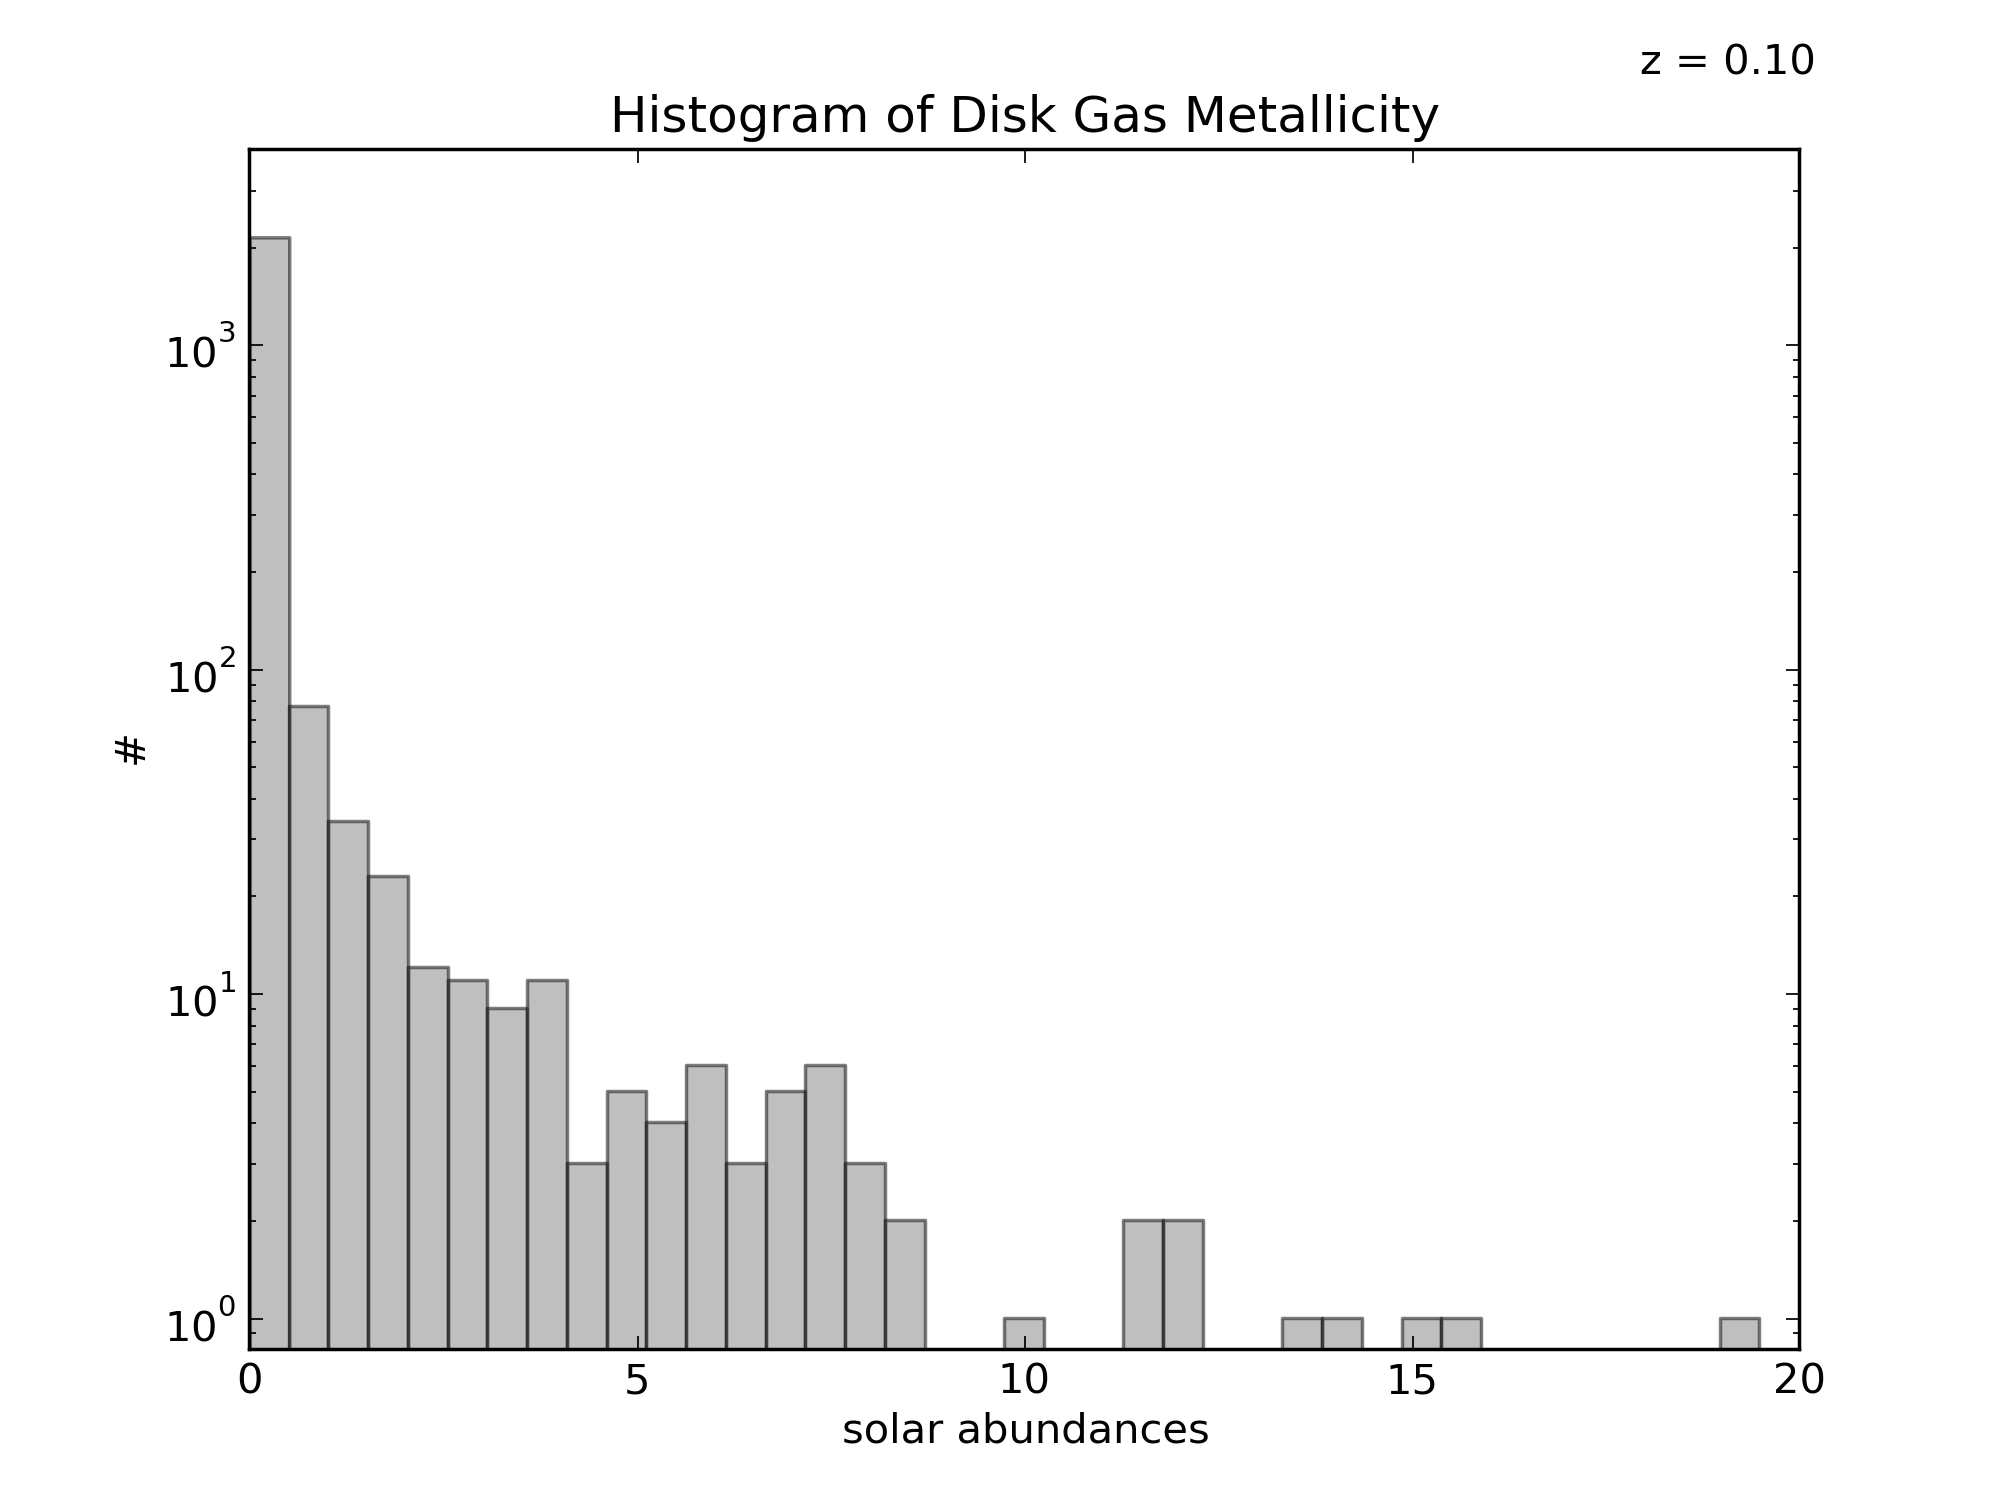 z = 0.10
Histogram of Disk Gas Metallicity
10³
10²
#
10¹
10⁰
0 5 10 15 20
solar abundances